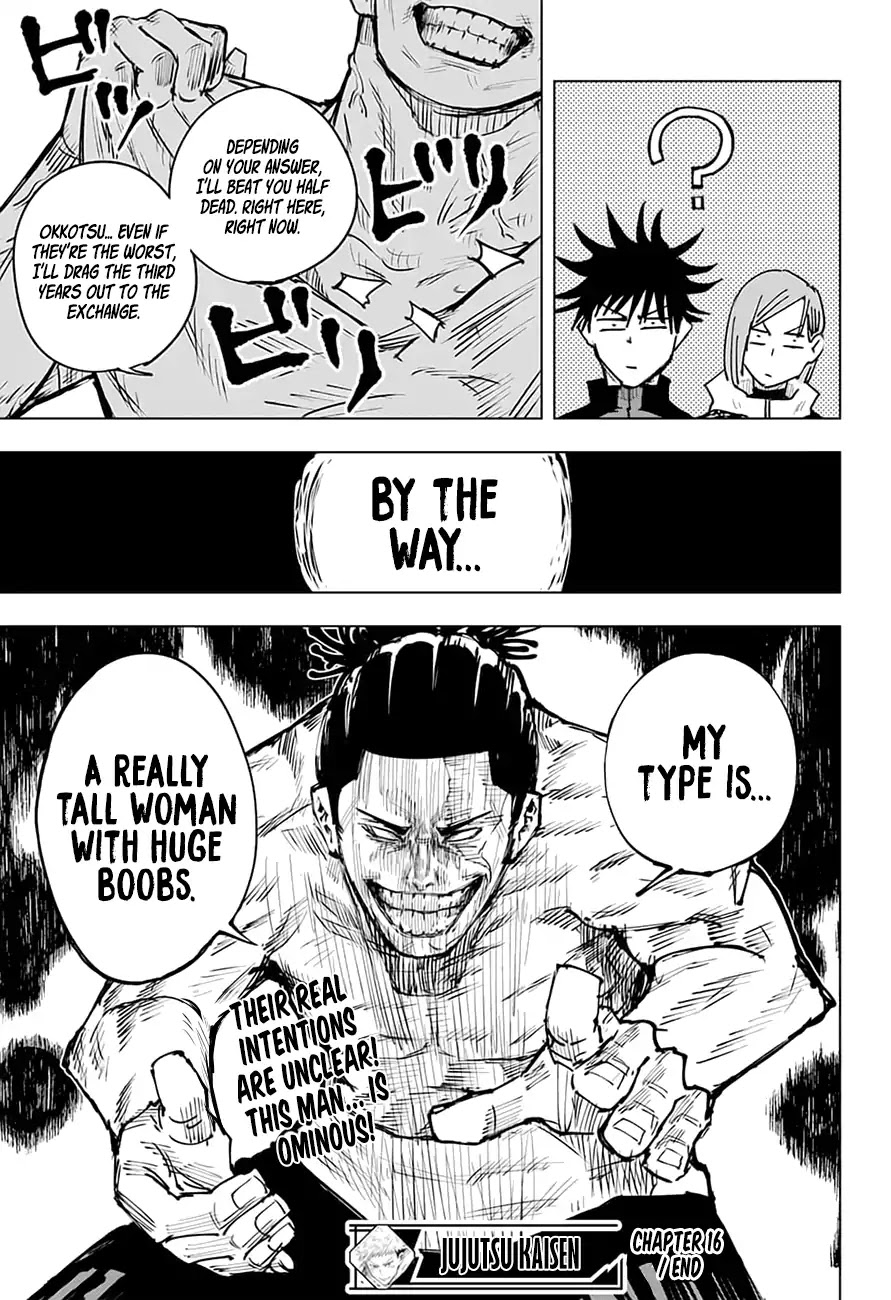 DEPENDING
ON YOUR ANSWER,
I'LL BEAT YOU HALF
DEAD. RIGHT HERE,
RIGHT NOW.
OKKOTSU... EVEN IF
THEY'RE THE WORST,
I'LL DRAG THE THIRD
YEARS OUT TO THE
EXCHANGE.
ビッ
ビッ
ビッ
?
BY THE
WAY...
MY
TYPE IS...
A REALLY
TALL WOMAN
WITH HUGE
BOOBS.
THEIR REAL
INTENTIONS
ARE UNCLEAR!
THIS MAN... IS
OMINOUS!
JUJUTSU KAISEN
CHAPTER 16
/ END